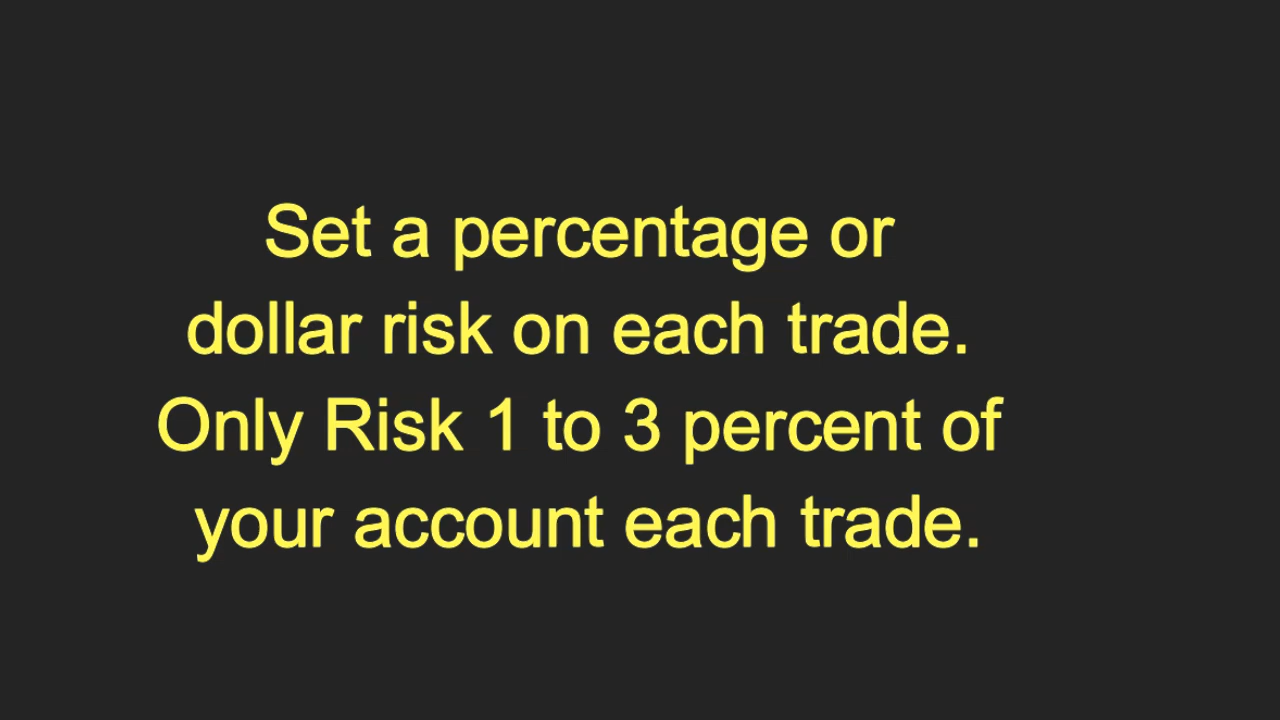 Set a percentage or
dollar risk on each trade.
Only Risk 1 to 3 percent of
your account each trade.